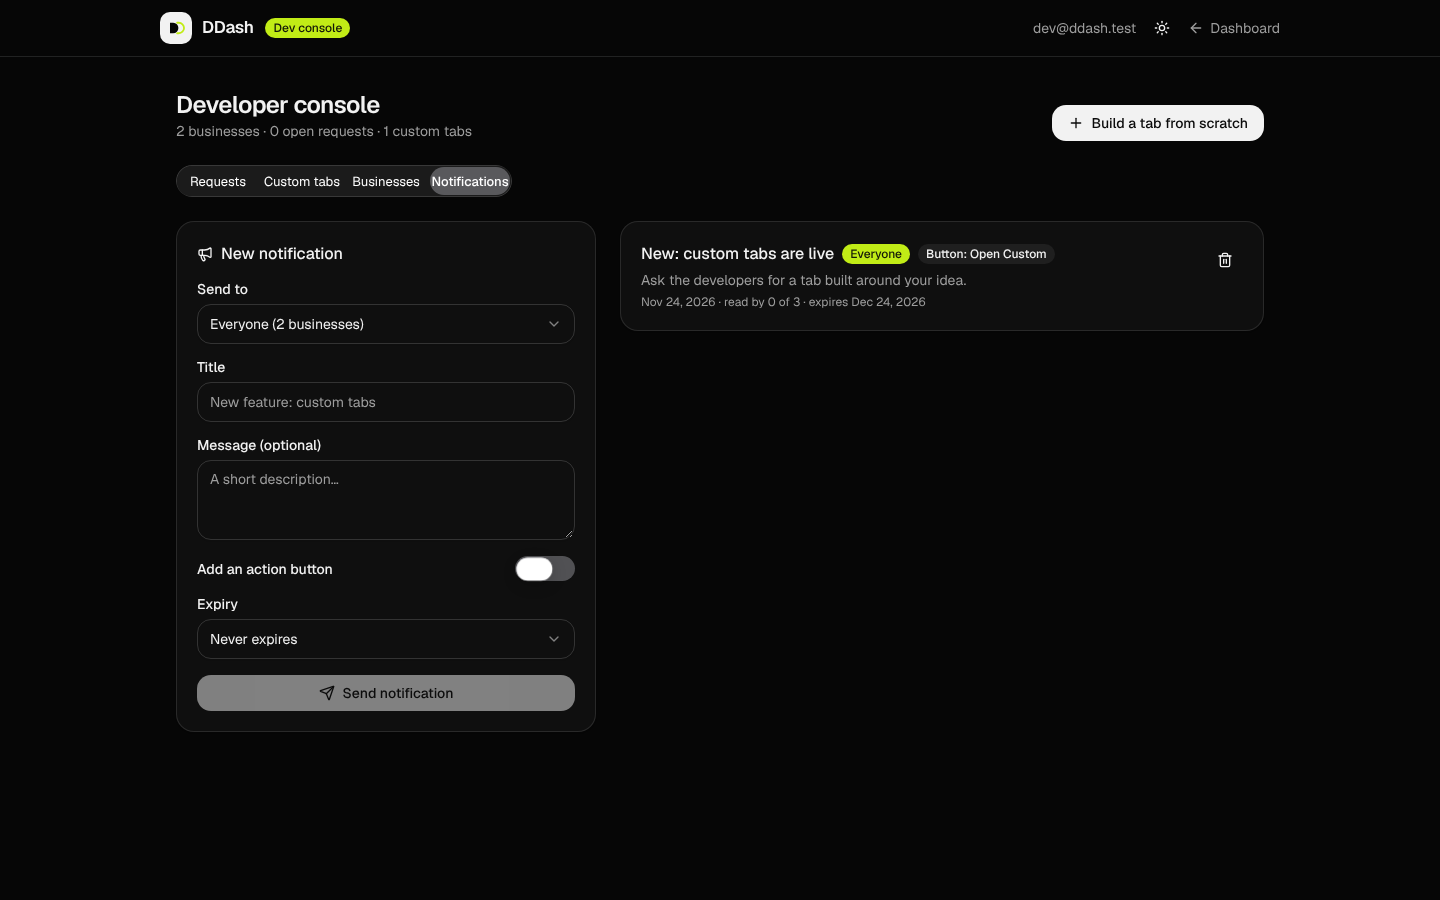 DDash Dev console
dev@ddash.test
Dashboard
Developer console
2 businesses · 0 open requests · 1 custom tabs
Build a tab from scratch
Requests Custom tabs Businesses Notifications
New notification
Send to
Everyone (2 businesses)
Title
New feature: custom tabs
Message (optional)
A short description...
Add an action button
Expiry
Never expires
Send notification
New: custom tabs are live Everyone Button: Open Custom
Ask the developers for a tab built around your idea.
Nov 24, 2026 · read by 0 of 3 · expires Dec 24, 2026